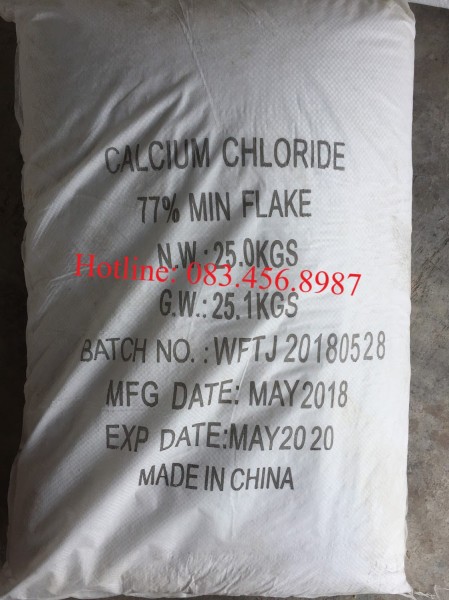 CALCIUM CHLORIDE
77% MIN FLAKE
N.W.: 25.0KGS
Hotline: 083.456.8987
G.W.: 25.1KGS
BATCH NO. : WFTJ 20180528
MFG DATE: MAY2018
EXP DATE:MAY2020
MADE IN CHINA